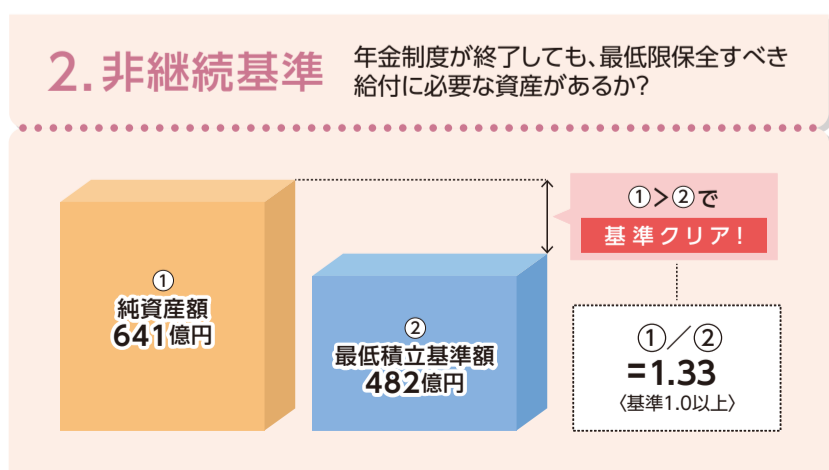 2.非継続基準
年金制度が終了しても、最低限保全すべき
給付に必要な資産があるか?
①
純資産額
641億円
②
最低積立基準額
482億円
①>②で
基準クリア!
①/②
=1.33
〈基準1.0以上〉